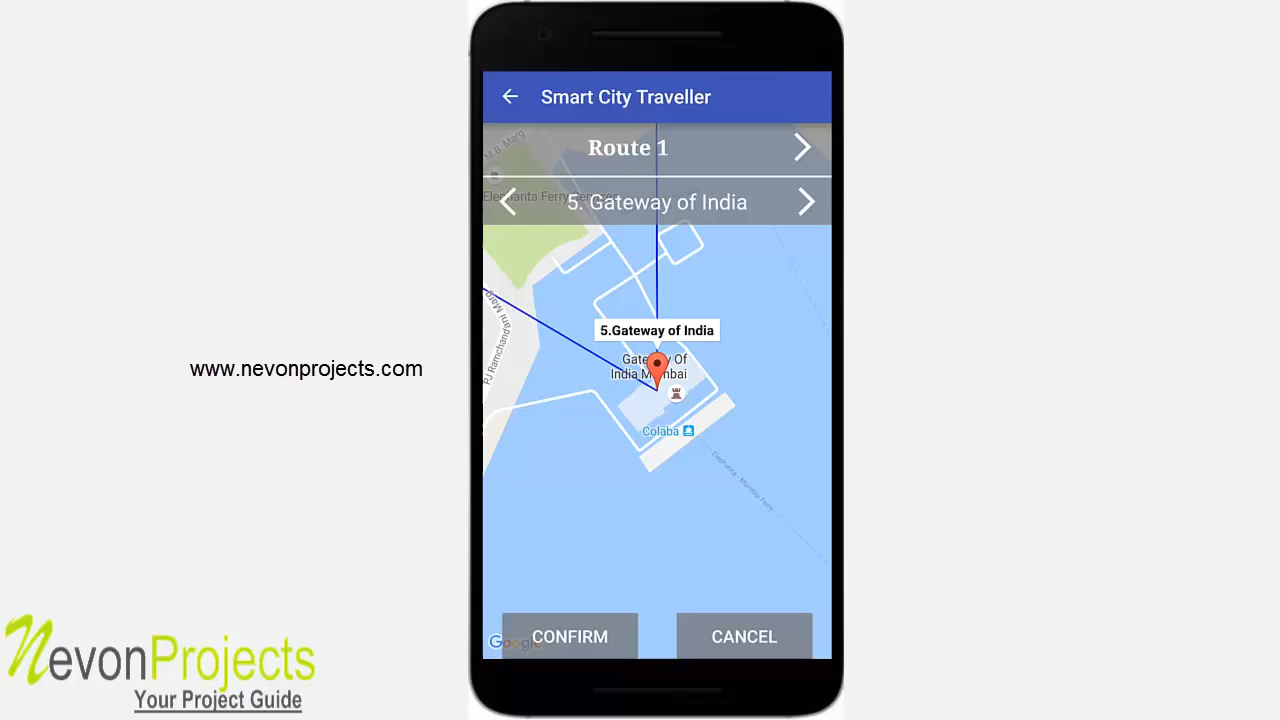 Smart City Traveller
M.B. Marg
Route 1
Elephanta Ferry Services
5. Gateway of India
5.Gateway of India
PJ Ramchandani Marg
Gateway Of
India Mumbai
www.nevonprojects.com
Colaba
Elephanta - Mumbai Ferry
CONFIRM
CANCEL
Google
NevonProjects
Your Project Guide